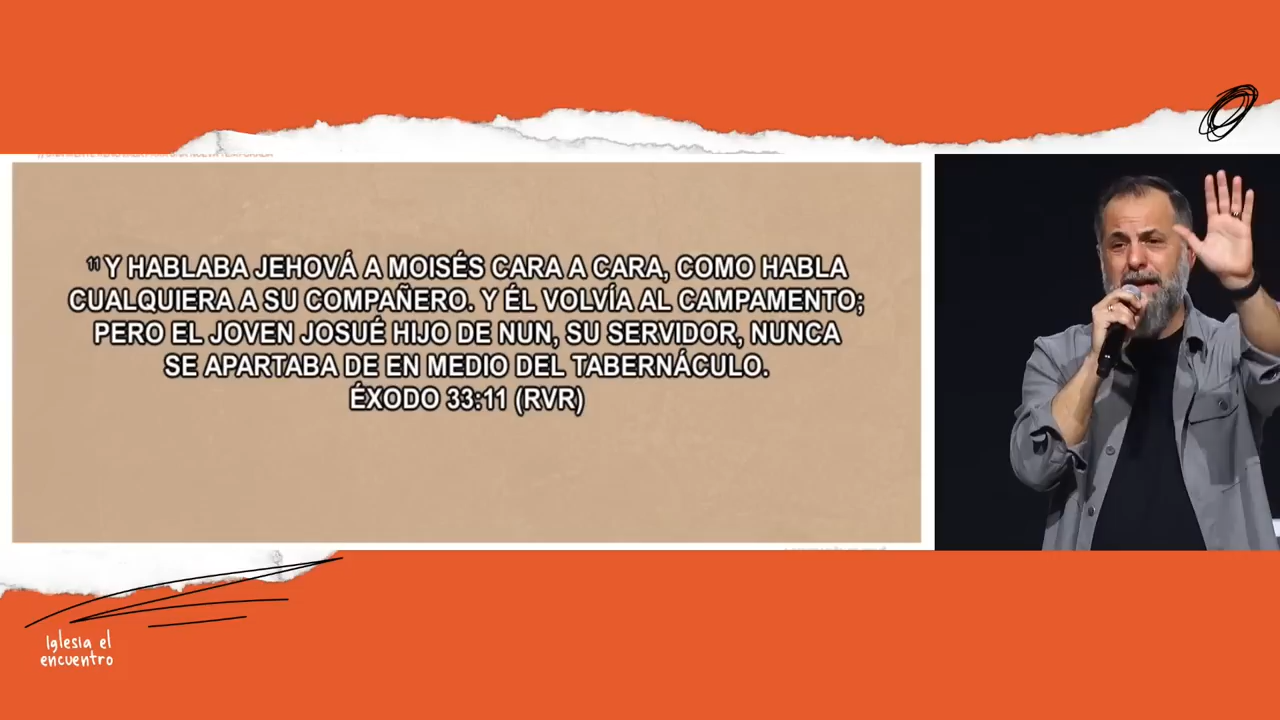 ¹¹ Y HABLABA JEHOVÁ A MOISÉS CARA A CARA, COMO HABLA
CUALQUIERA A SU COMPAÑERO. Y ÉL VOLVÍA AL CAMPAMENTO;
PERO EL JOVEN JOSUÉ HIJO DE NUN, SU SERVIDOR, NUNCA
SE APARTABA DE EN MEDIO DEL TABERNÁCULO.
ÉXODO 33:11 (RVR)
Iglesia el
encuentro